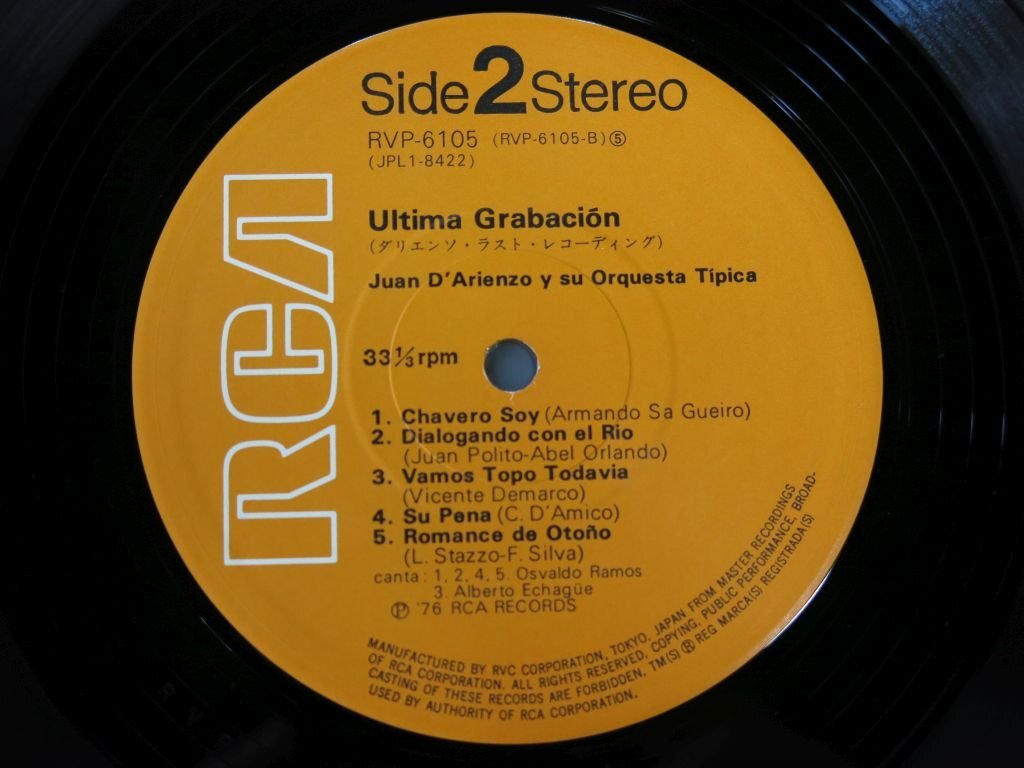 Side 2 Stereo
RVP-6105 (RVP-6105-B)⑤
(JPL1-8422)
RCA
Ultima Grabación
(ダリエンソ・ラスト・レコーディング)
Juan D'Arienzo y su Orquesta Típica
33⅓ rpm
1. Chavero Soy (Armando Sa Gueiro)
2. Dialogando con el Rio
(Juan Polito-Abel Orlando)
3. Vamos Topo Todavia
(Vicente Demarco)
4. Su Pena (C. D'Amico)
5. Romance de Otoño
(L. Stazzo-F. Silva)
canta : 1, 2, 4, 5. Osvaldo Ramos
3. Alberto Echagüe
Ⓟ '76 RCA RECORDS
MANUFACTURED BY RVC CORPORATION, TOKYO, JAPAN FROM MASTER RECORDINGS
OF RCA CORPORATION. ALL RIGHTS RESERVED, COPYING, PUBLIC PERFORMANCE, BROAD-
CASTING OF THESE RECORDS ARE FORBIDDEN, TM(S) ® REG MARCA(S) REGISTRADA(S)
USED BY AUTHORITY OF RCA CORPORATION.